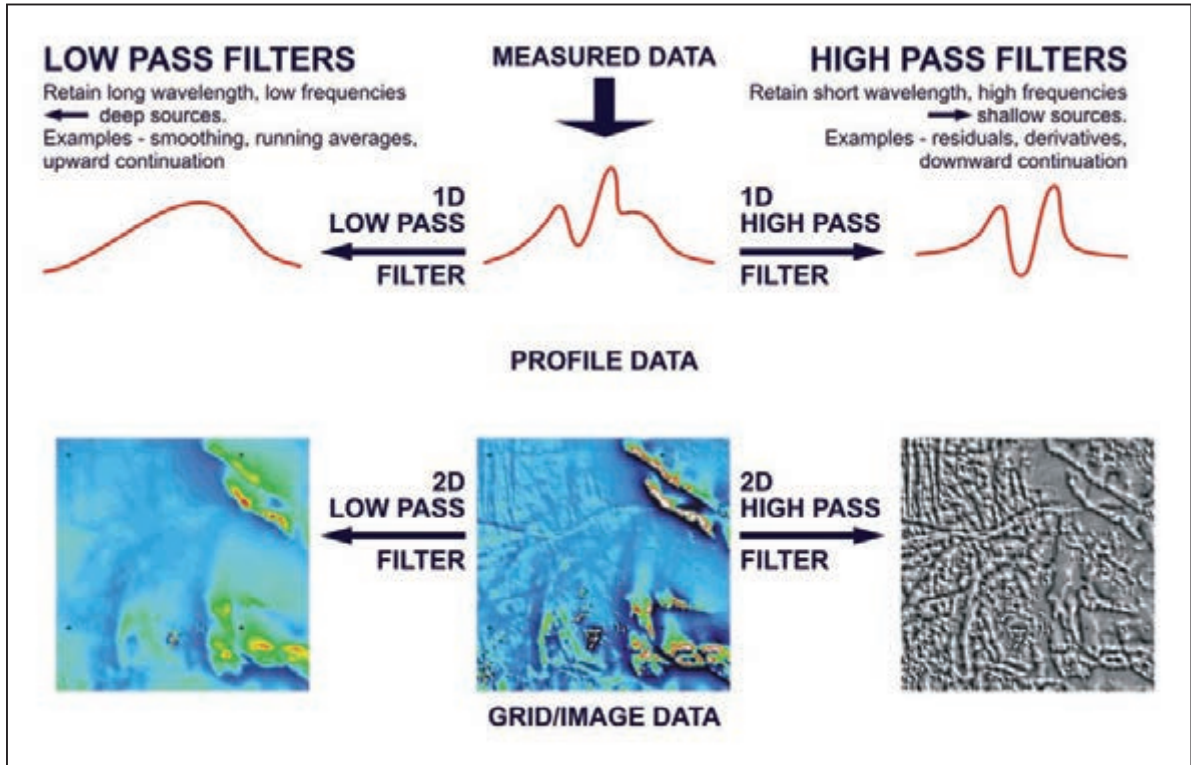 LOW PASS FILTERS
Retain long wavelength, low frequencies
deep sources.
Examples - smoothing, running averages,
upward continuation
MEASURED DATA
HIGH PASS FILTERS
Retain short wavelength, high frequencies
shallow sources.
Examples - residuals, derivatives,
downward continuation
1D
LOW PASS
FILTER
1D
HIGH PASS
FILTER
PROFILE DATA
2D
LOW PASS
FILTER
2D
HIGH PASS
FILTER
GRID/IMAGE DATA